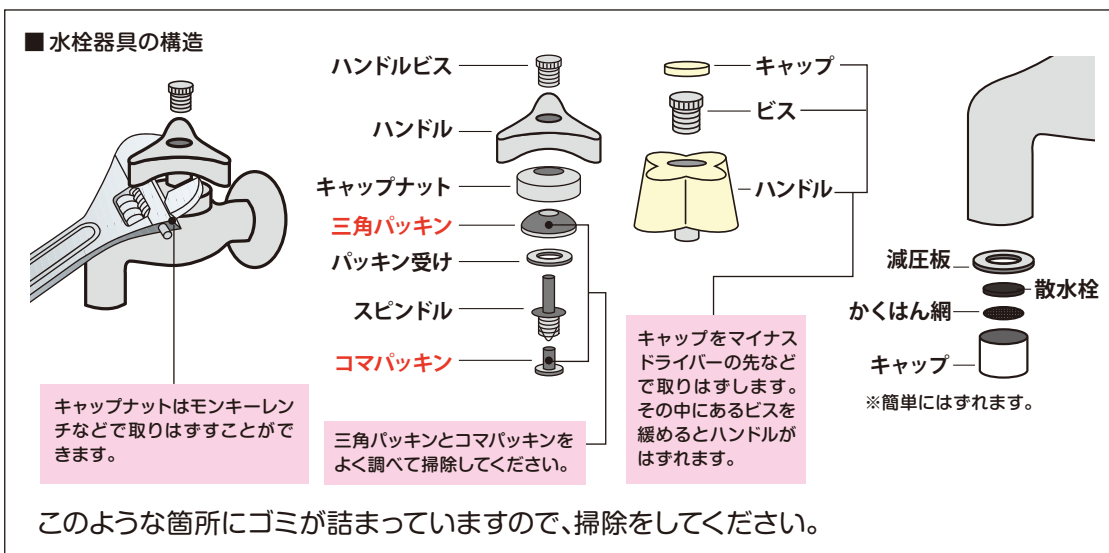 ■ 水栓器具の構造
ハンドルビス
ハンドル
キャップナット
三角パッキン
パッキン受け
スピンドル
コマパッキン
キャップ
ビス
ハンドル
減圧板
散水栓
かくはん網
キャップ
※簡単にはずれます。
キャップナットはモンキーレン
チなどで取りはずすことがで
きます。
三角パッキンとコマパッキンを
よく調べて掃除してください。
キャップをマイナス
ドライバーの先など
で取りはずします。
その中にあるビスを
緩めるとハンドルが
はずれます。
このような箇所にゴミが詰まっていますので、掃除をしてください。